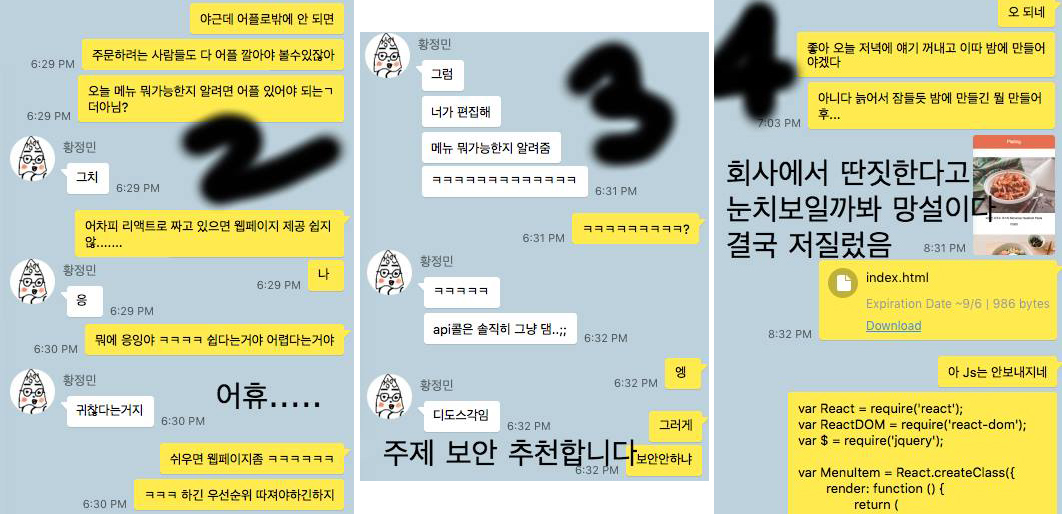 야근데 어플로밖에 안 되면
주문하려는 사람들도 다 어플 깔아야 볼수있잖아
6:29 PM
오늘 메뉴 뭐가능한지 알려면 어플 있어야 되는ㄱ
더아님?
6:29 PM
2
황정민
그치
6:29 PM
어차피 리액트로 짜고 있으면 웹페이지 제공 쉽지
않.......
황정민
나
6:29 PM
응
6:29 PM
뭐에 응잉야 ㅋㅋㅋㅋ 쉽다는거야 어렵다는거야
6:30 PM
황정민
귀찮다는거지
6:30 PM
어휴.....
쉬우면 웹페이지좀 ㅋㅋㅋㅋㅋㅋ
ㅋㅋㅋ 하긴 우선순위 따져야하긴하지
6:30 PM
황정민
그럼
너가 편집해
메뉴 뭐가능한지 알려줌
ㅋㅋㅋㅋㅋㅋㅋㅋㅋㅋㅋㅋㅋ
6:31 PM
3
ㅋㅋㅋㅋㅋㅋㅋㅋㅋ?
6:31 PM
황정민
ㅋㅋㅋㅋㅋ
api콜은 솔직히 그냥 댐..;;
6:32 PM
엥
6:32 PM
황정민
디도스각임
6:32 PM
그러게
주제 보안 추천합니다
보안안하냐
6:32 PM
오 되네
좋아 오늘 저녁에 얘기 꺼내고 이따 밤에 만들어
야겠다
4
아니다 늙어서 잠들듯 밤에 만들긴 뭘 만들어
후...
7:03 PM
회사에서 딴짓한다고
눈치보일까봐 망설이다
결국 저질렀음
8:31 PM
index.html
Expiration Date ~9/6 | 986 bytes
Download
8:32 PM
아 Js는 안보내지네
var React = require('react');
var ReactDOM = require('react-dom');
var $ = require('jquery');
var MenuItem = React.createClass({
render: function () {
return (